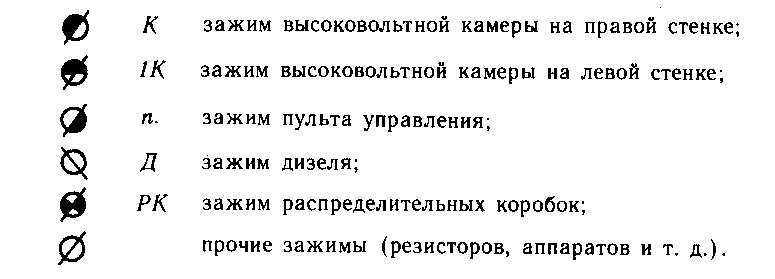 К зажим высоковольтной камеры на правой стенке;
1К зажим высоковольтной камеры на левой стенке;
п. зажим пульта управления;
Д зажим дизеля;
РК зажим распределительных коробок;
прочие зажимы (резисторов, аппаратов и т. д.).